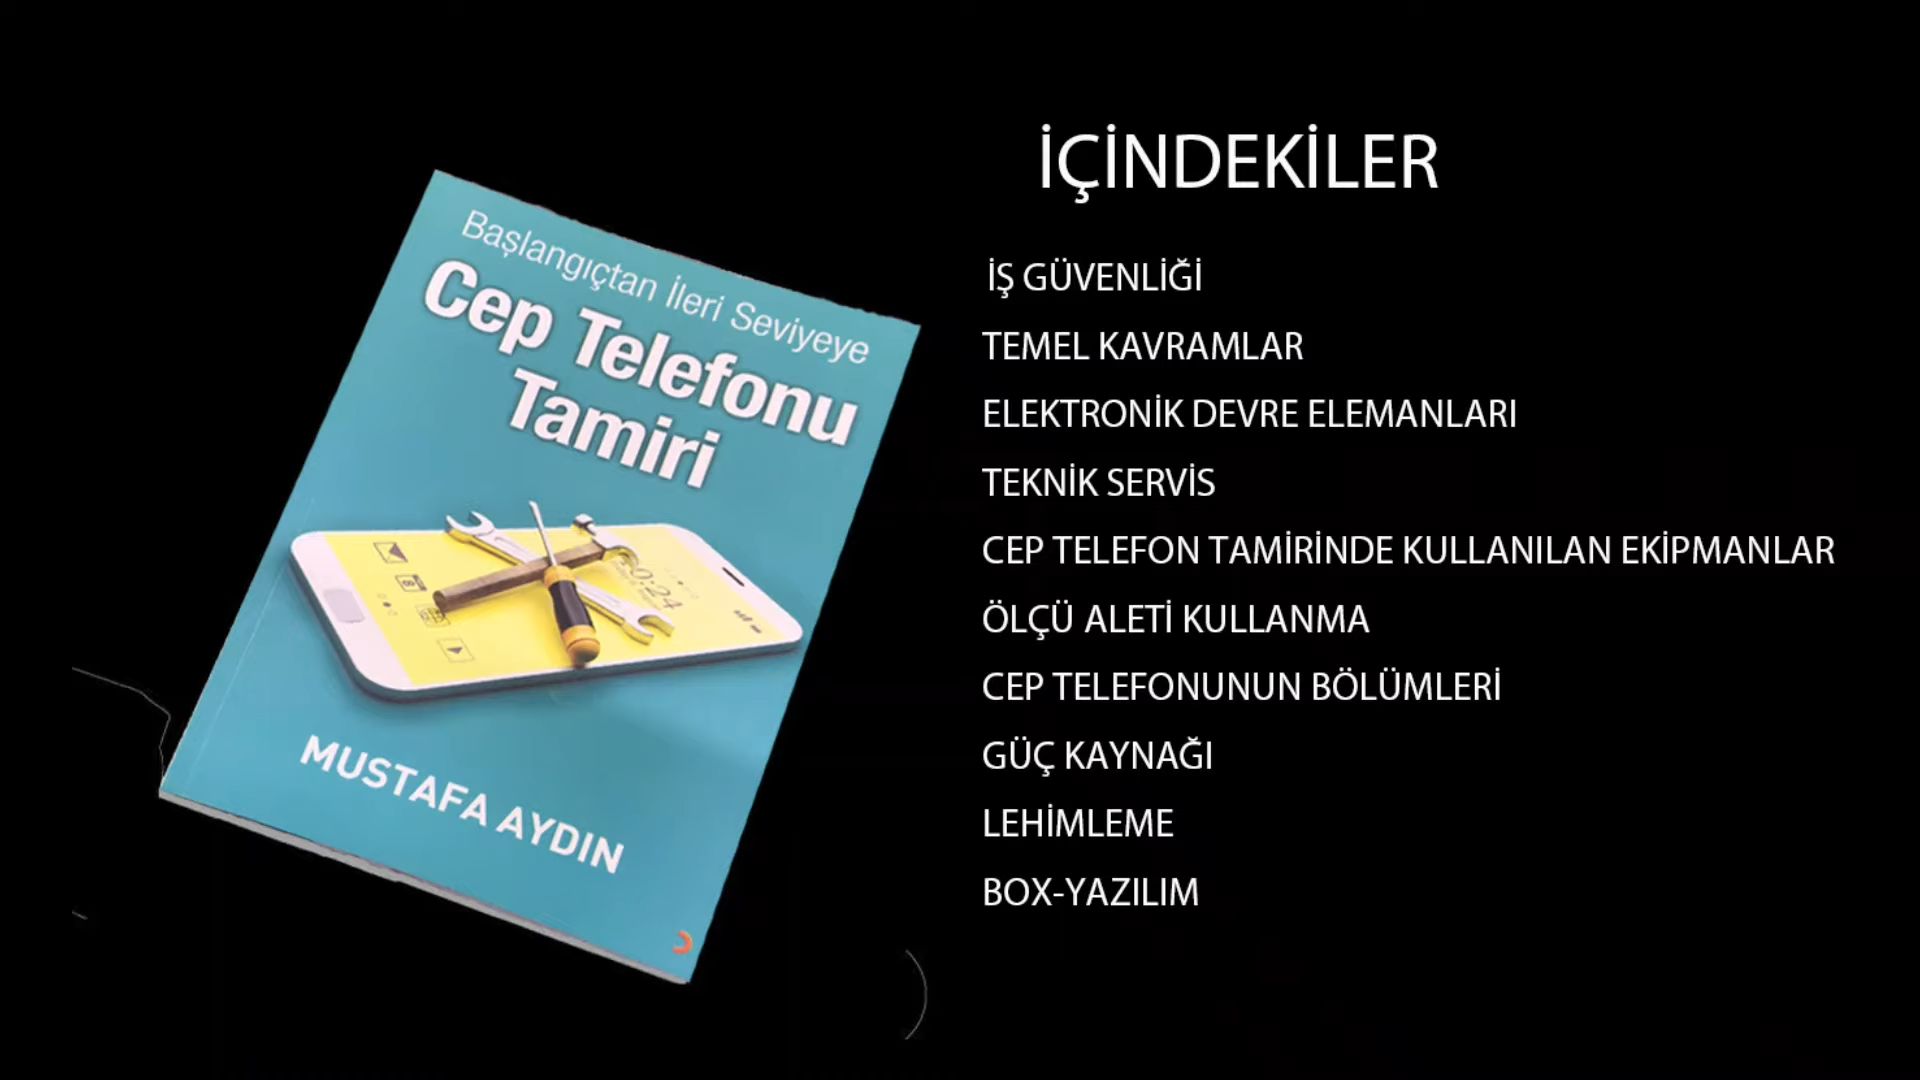 Başlangıçtan İleri Seviyeye
Cep Telefonu
Tamiri
MUSTAFA AYDIN
İÇİNDEKİLER
İŞ GÜVENLİĞİ
TEMEL KAVRAMLAR
ELEKTRONİK DEVRE ELEMANLARI
TEKNİK SERVİS
CEP TELEFON TAMİRİNDE KULLANILAN EKİPMANLAR
ÖLÇÜ ALETİ KULLANMA
CEP TELEFONUNUN BÖLÜMLERİ
GÜÇ KAYNAĞI
LEHİMLEME
BOX-YAZILIM